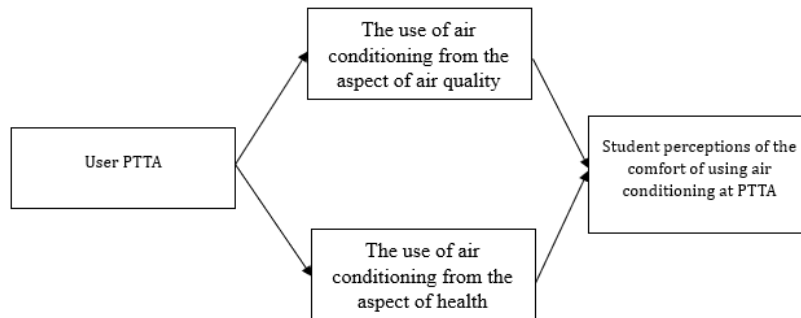 The use of air
conditioning from the
aspect of air quality
User PTTA
Student perceptions of the
comfort of using air
conditioning at PTTA
The use of air
conditioning from the
aspect of health